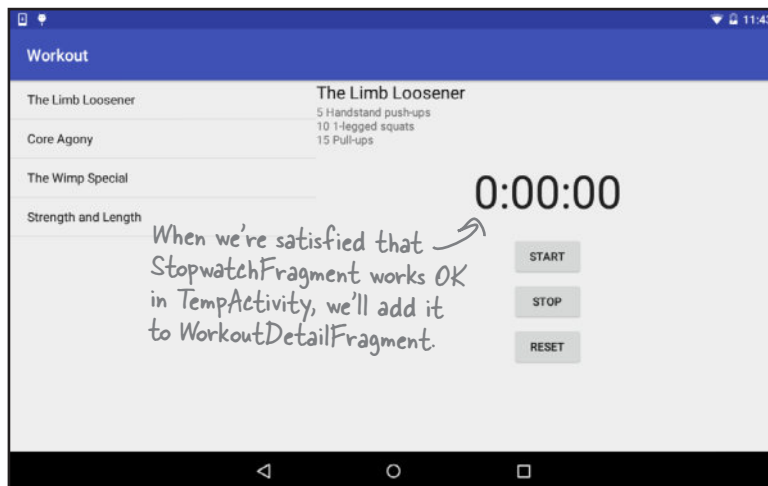 11:43
Workout
The Limb Loosener
Core Agony
The Wimp Special
Strength and Length
The Limb Loosener
5 Handstand push-ups
10 1-legged squats
15 Pull-ups
0:00:00
START
STOP
RESET
When we're satisfied that
StopwatchFragment works OK
in TempActivity, we'll add it
to WorkoutDetailFragment.